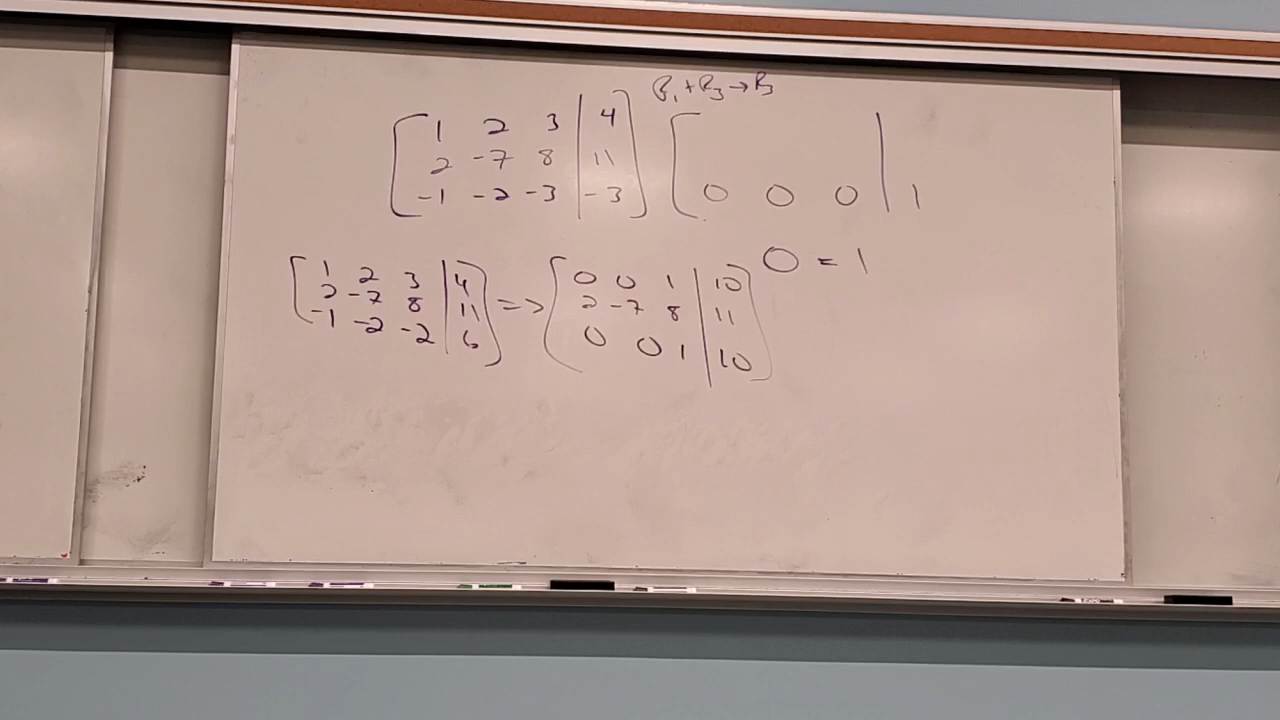 R₁ + R₃ → R₃
[ 1 2 3 | 4 ] [
2 -7 8 | 11
-1 -2 -3 | -3 0 0 0 | 1
0 = 1
[ 1 2 3 | 4 ] => [ 0 0 1 | 10 ]
2 -7 8 | 11 2 -7 8 | 11
-1 -2 -2 | 6 0 0 1 | 10